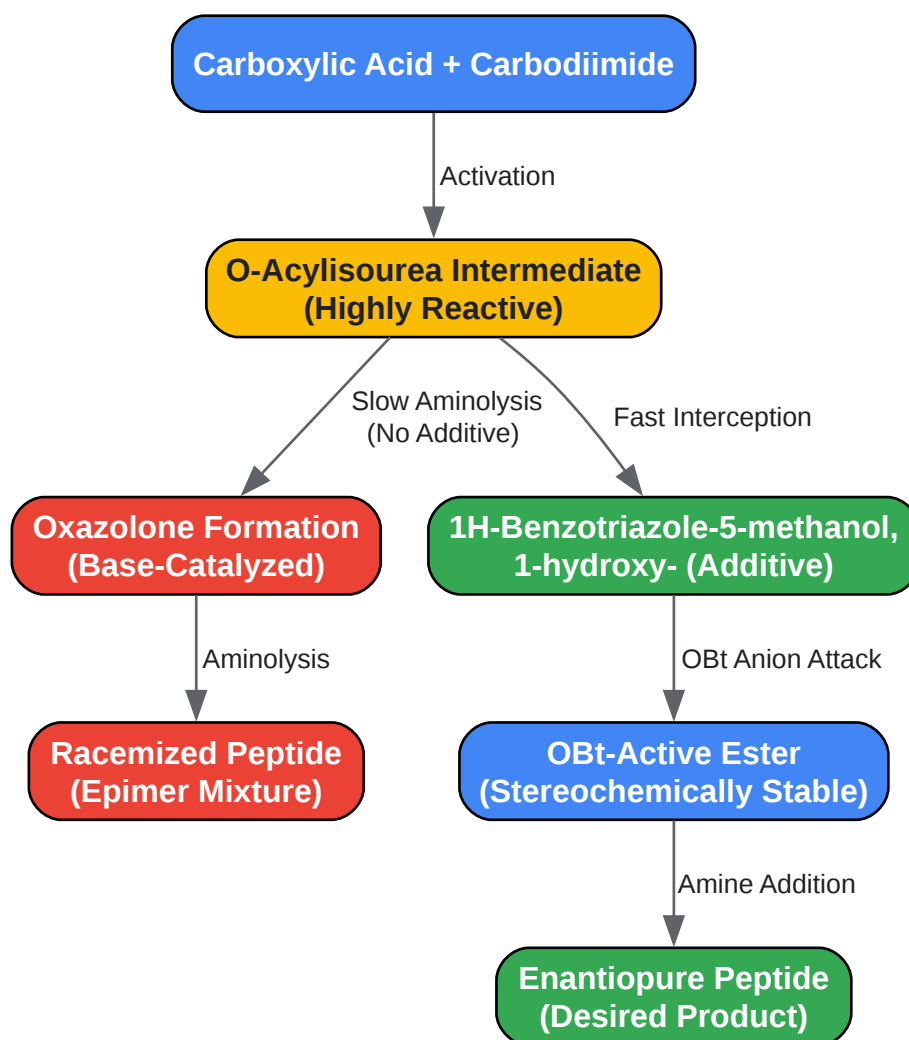 Carboxylic Acid + Carbodiimide
Activation
O-Acylisourea Intermediate
(Highly Reactive)
Slow Aminolysis
(No Additive)
Fast Interception
Oxazolone Formation
(Base-Catalyzed)
1H-Benzotriazole-5-methanol,
1-hydroxy- (Additive)
Aminolysis
OBt Anion Attack
Racemized Peptide
(Epimer Mixture)
OBt-Active Ester
(Stereochemically Stable)
Amine Addition
Enantiopure Peptide
(Desired Product)